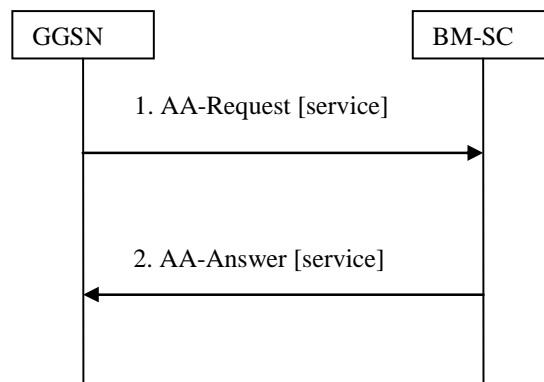 GGSN
BM-SC
1. AA-Request [service]
2. AA-Answer [service]